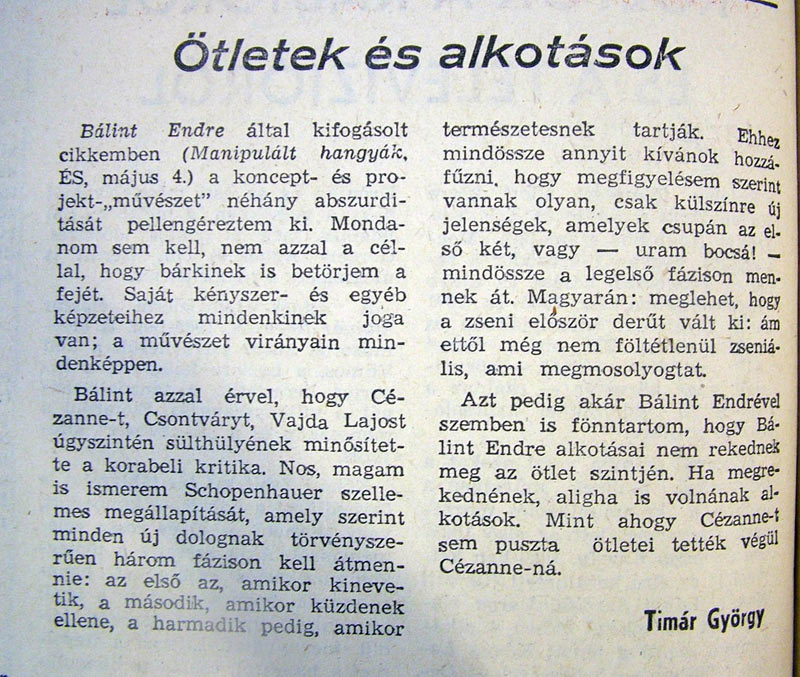 Ötletek és alkotások
Bálint Endre által kifogásolt
cikkemben (Manipulált hangyák,
ÉS, május 4.) a koncept- és pro-
jekt-„művészet” néhány abszurdi-
tását pellengéreztem ki. Monda-
nom sem kell, nem azzal a cél-
lal, hogy bárkinek is betörjem a
fejét. Saját kényszer- és egyéb
képzeteihez mindenkinek joga
van; a művészet virányain min-
denképpen.
Bálint azzal érvel, hogy Cé-
zanne-t, Csontváryt, Vajda Lajost
úgyszintén sülthülyének minősítet-
te a korabeli kritika. Nos, magam
is ismerem Schopenhauer szelle-
mes megállapítását, amely szerint
minden új dolognak törvénysze-
rűen három fázison kell átmen-
nie: az első az, amikor kineve-
tik, a második, amikor küzdenek
ellene, a harmadik pedig, amikor
természetesnek tartják. Ehhez
mindössze annyit kívánok hozzá-
fűzni, hogy megfigyelésem szerint
vannak olyan, csak külszínre új
jelenségek, amelyek csupán az el-
ső két, vagy — uram bocsá! —
mindössze a legelső fázison men-
nek át. Magyarán: meglehet, hogy
a zseni először derűt vált ki: ám
ettől még nem föltétlenül zseniá-
lis, ami megmosolyogtat.
Azt pedig akár Bálint Endrével
szemben is fönntartom, hogy Bá-
lint Endre alkotásai nem rekednek
meg az ötlet szintjén. Ha megre-
kednének, aligha is volnának al-
kotások. Mint ahogy Cézanne-t
sem puszta ötletei tették végül
Cézanne-ná.
Timár György